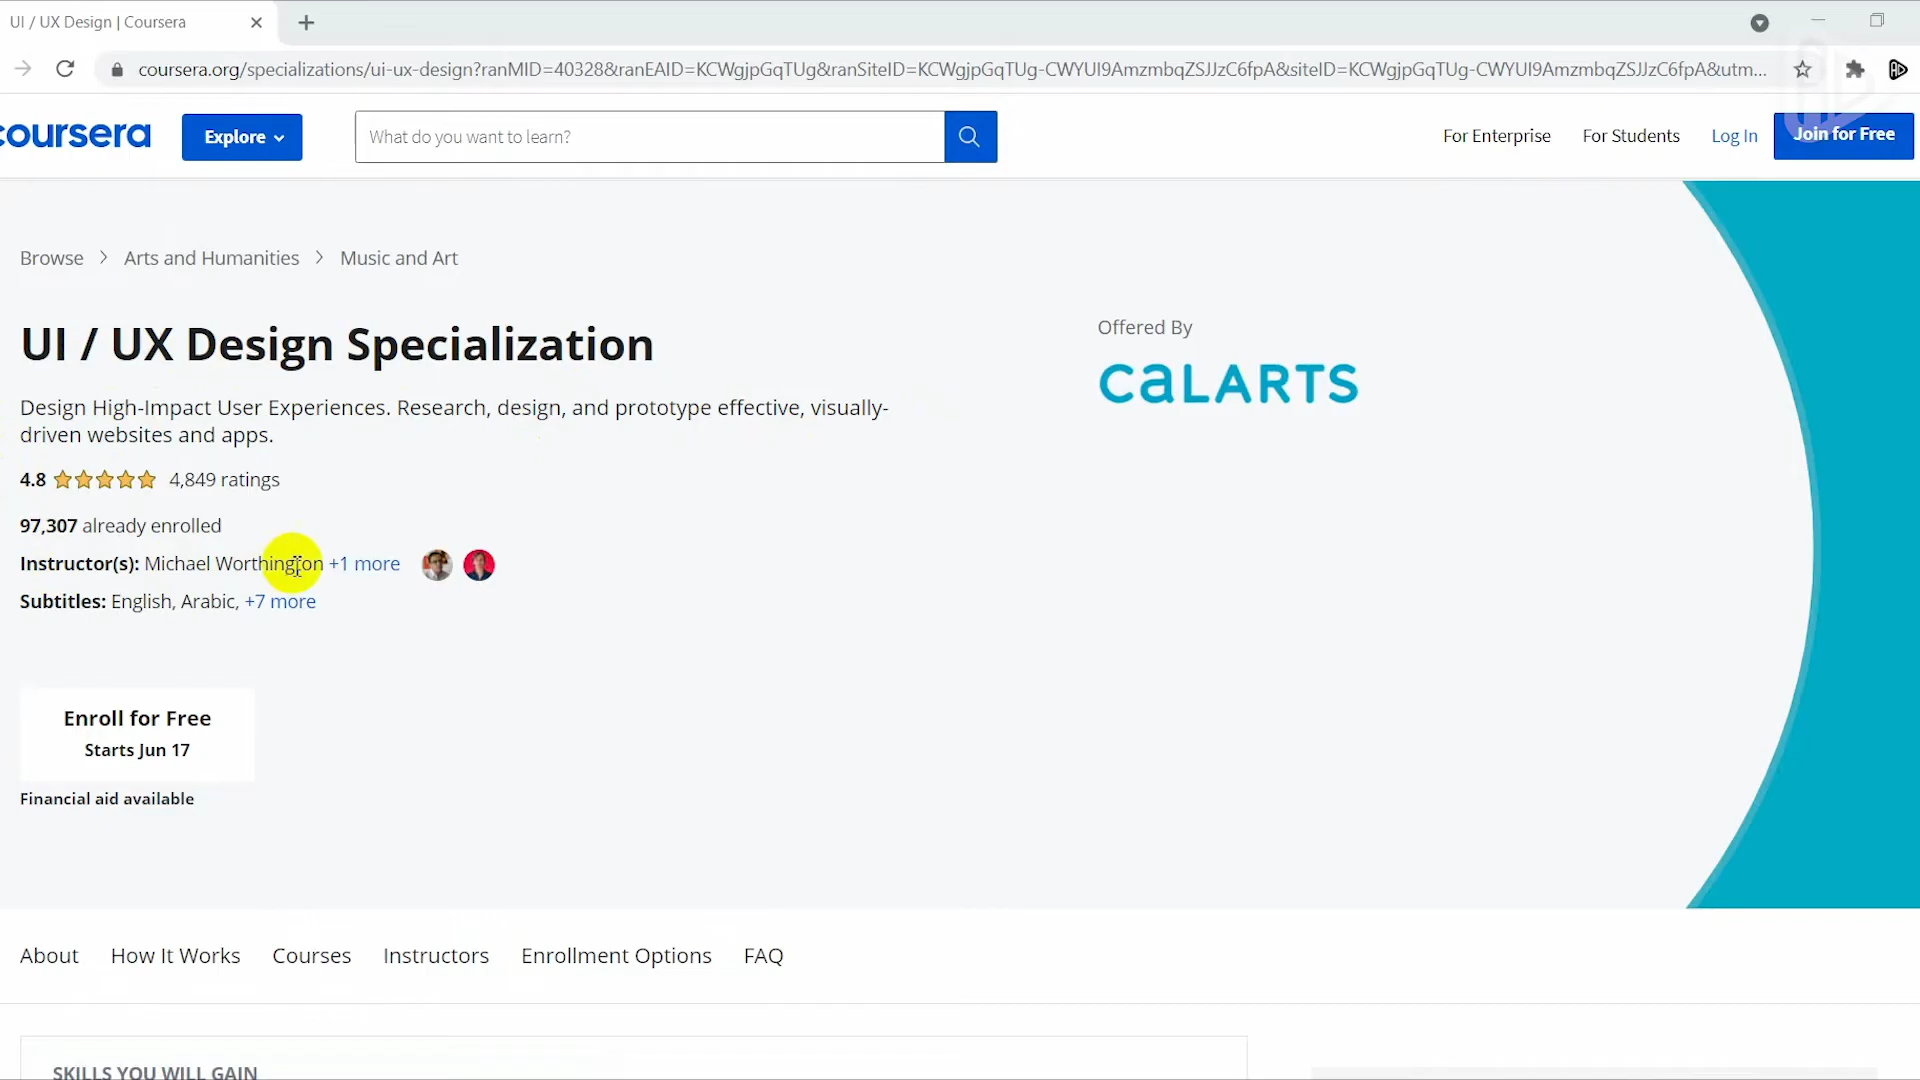 UI / UX Design | Coursera
coursera.org/specializations/ui-ux-design?ranMID=40328&ranEAID=KCWgjpGqTUg&ranSiteID=KCWgjpGqTUg-CWYUI9AmzmbqZSJJzC6fpA&siteID=KCWgjpGqTUg-CWYUI9AmzmbqZSJJzC6fpA&utm...
coursera
Explore
What do you want to learn?
For Enterprise
For Students
Log In
Join for Free
Browse > Arts and Humanities > Music and Art
UI / UX Design Specialization
Offered By
CALARTS
Design High-Impact User Experiences. Research, design, and prototype effective, visually-
driven websites and apps.
4.8 4,849 ratings
97,307 already enrolled
Instructor(s): Michael Worthington +1 more
Subtitles: English, Arabic, +7 more
Enroll for Free
Starts Jun 17
Financial aid available
About
How It Works
Courses
Instructors
Enrollment Options
FAQ
SKILLS YOU WILL GAIN